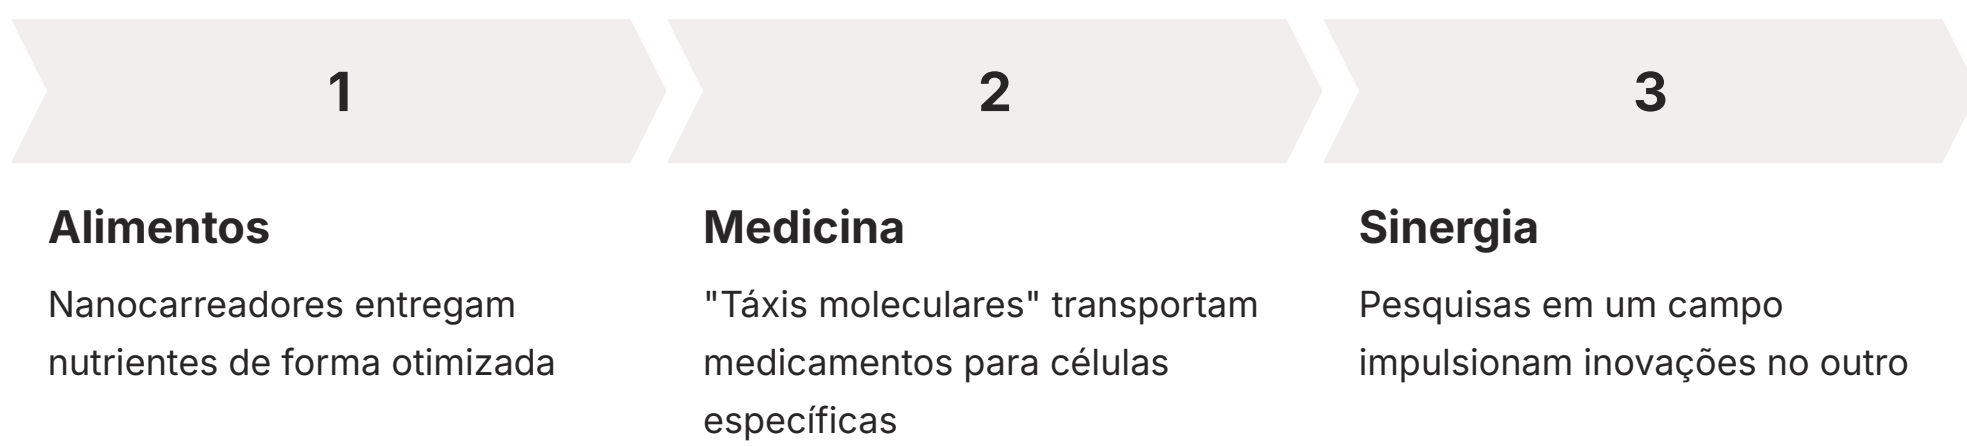 1
Alimentos
Nanocarreadores entregam
nutrientes de forma otimizada
2
Medicina
"Táxis moleculares" transportam
medicamentos para células
específicas
3
Sinergia
Pesquisas em um campo
impulsionam inovações no outro